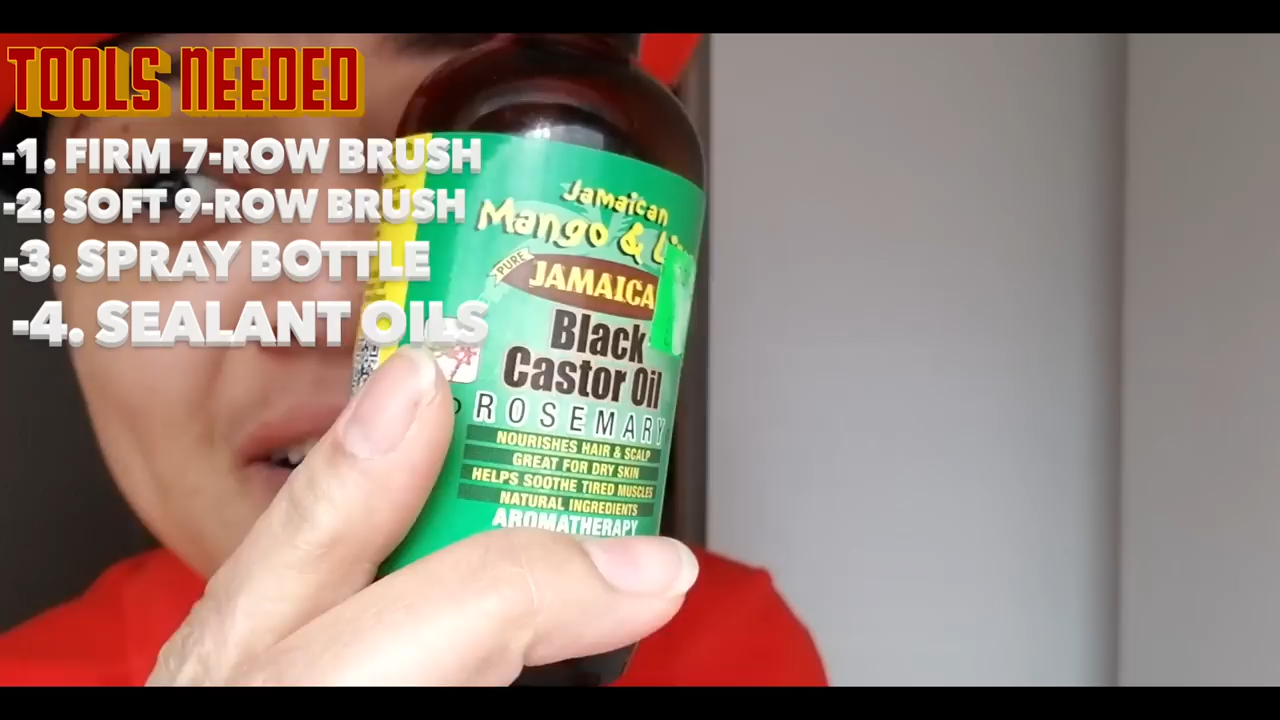 TOOLS NEEDED
-1. FIRM 7-ROW BRUSH
-2. SOFT 9-ROW BRUSH
-3. SPRAY BOTTLE
-4. SEALANT OILS
Jamaican
Mango &
PURE
JAMAICA
Black
Castor Oil
ROSEMARY
NOURISHES HAIR & SCALP
GREAT FOR DRY SKIN
HELPS SOOTHE TIRED MUSCLES
NATURAL INGREDIENTS
AROMATHERAPY